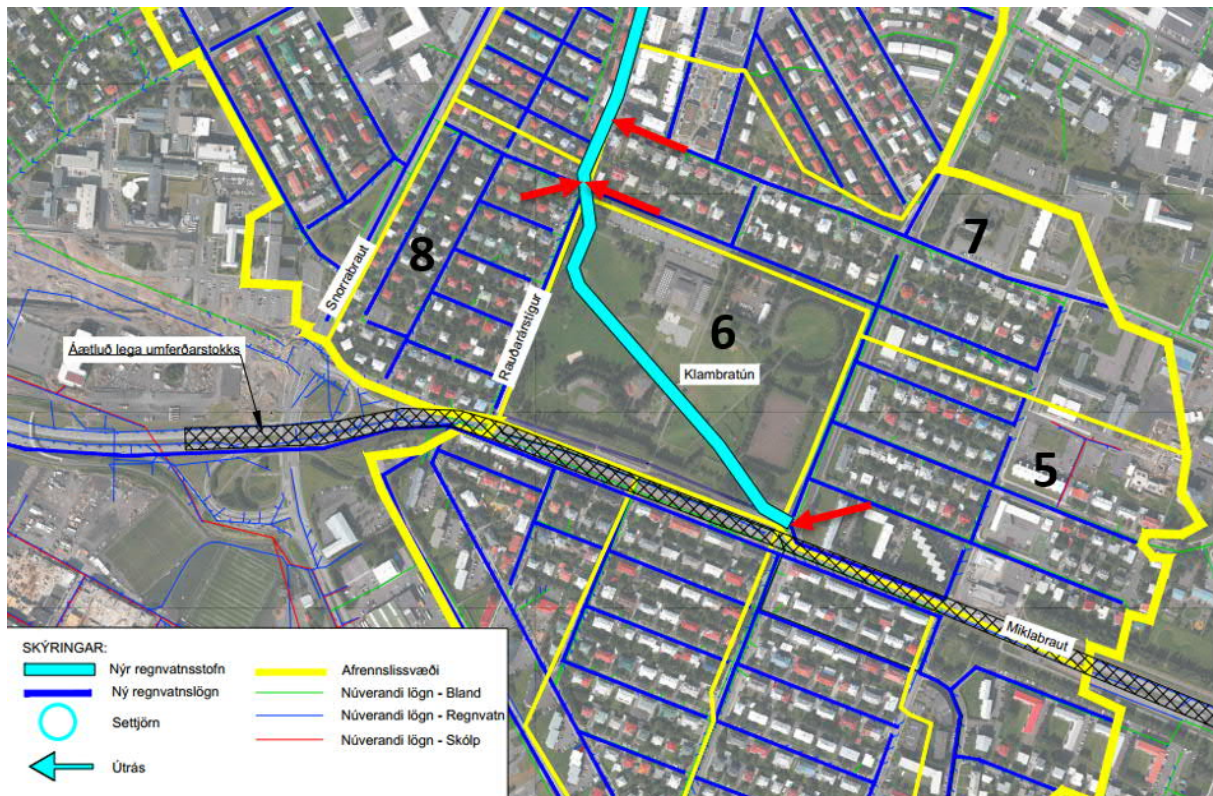 7
8
Snorrabraut
6
Rauðarárstígur
Áætluð lega umferðarstokks
Klambratún
5
Miklabraut
SKÝRINGAR:
Nýr regnvatnsstofn
Ný regnvatnslögn
Settjörn
Útrás
Afrennslissvæði
Núverandi lögn - Bland
Núverandi lögn - Regnvatn
Núverandi lögn - Skólp